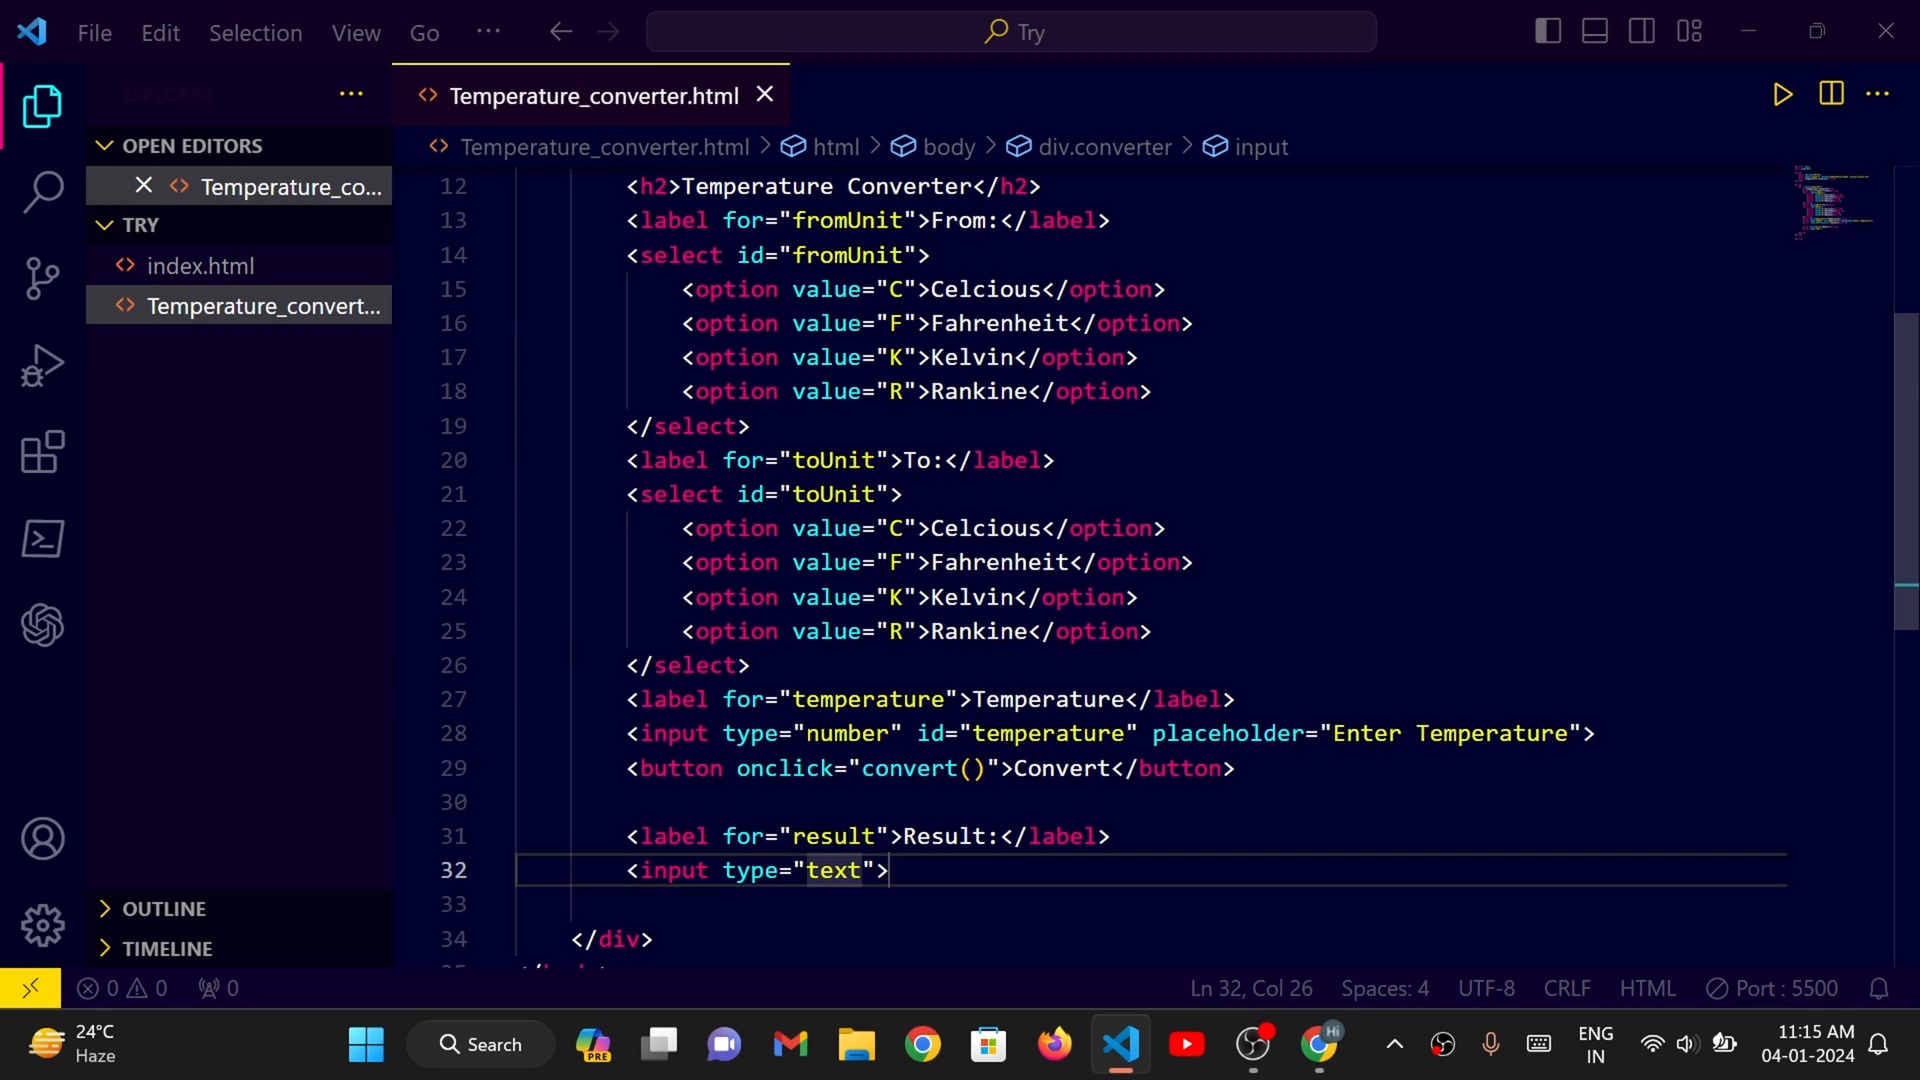 File Edit Selection View Go ··· Try
EXPLORER ···
OPEN EDITORS
Temperature_co...
TRY
index.html
Temperature_convert...
OUTLINE
TIMELINE
Temperature_converter.html
Temperature_converter.html > html > body > div.converter > input
12 <h2>Temperature Converter</h2>
13 <label for="fromUnit">From:</label>
14 <select id="fromUnit">
15 <option value="C">Celcious</option>
16 <option value="F">Fahrenheit</option>
17 <option value="K">Kelvin</option>
18 <option value="R">Rankine</option>
19 </select>
20 <label for="toUnit">To:</label>
21 <select id="toUnit">
22 <option value="C">Celcious</option>
23 <option value="F">Fahrenheit</option>
24 <option value="K">Kelvin</option>
25 <option value="R">Rankine</option>
26 </select>
27 <label for="temperature">Temperature</label>
28 <input type="number" id="temperature" placeholder="Enter Temperature">
29 <button onclick="convert()">Convert</button>
30
31 <label for="result">Result:</label>
32 <input type="text">
33
34 </div>
0 0 0 Ln 32, Col 26 Spaces: 4 UTF-8 CRLF HTML Port : 5500
24°C
Haze
Search
PRE
Hi
ENG
IN
11:15 AM
04-01-2024